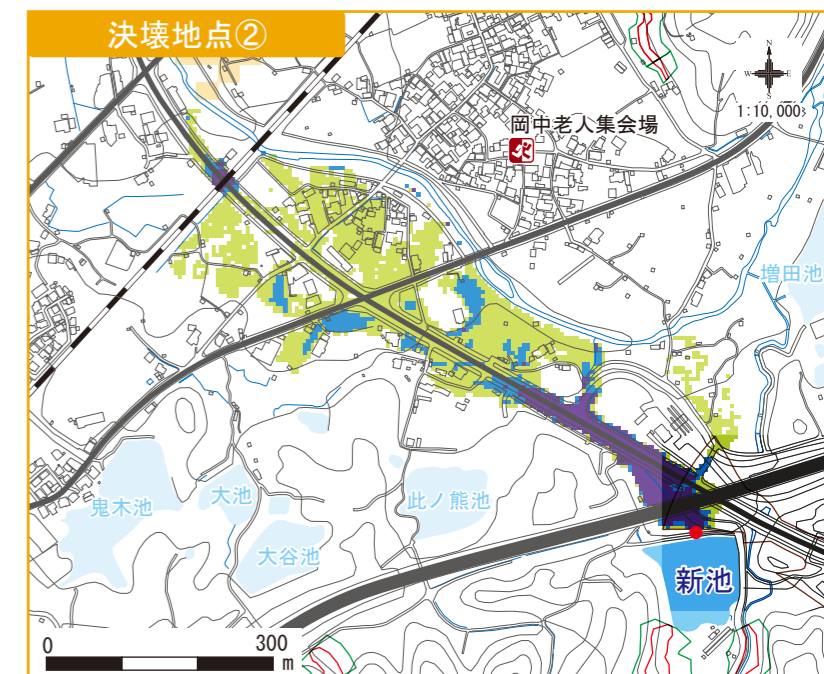 決壊地点②
N
W
E
S
1:10,000
岡中老人集会場
増田池
鬼木池
大池
此ノ熊池
大谷池
新池
0
300
m